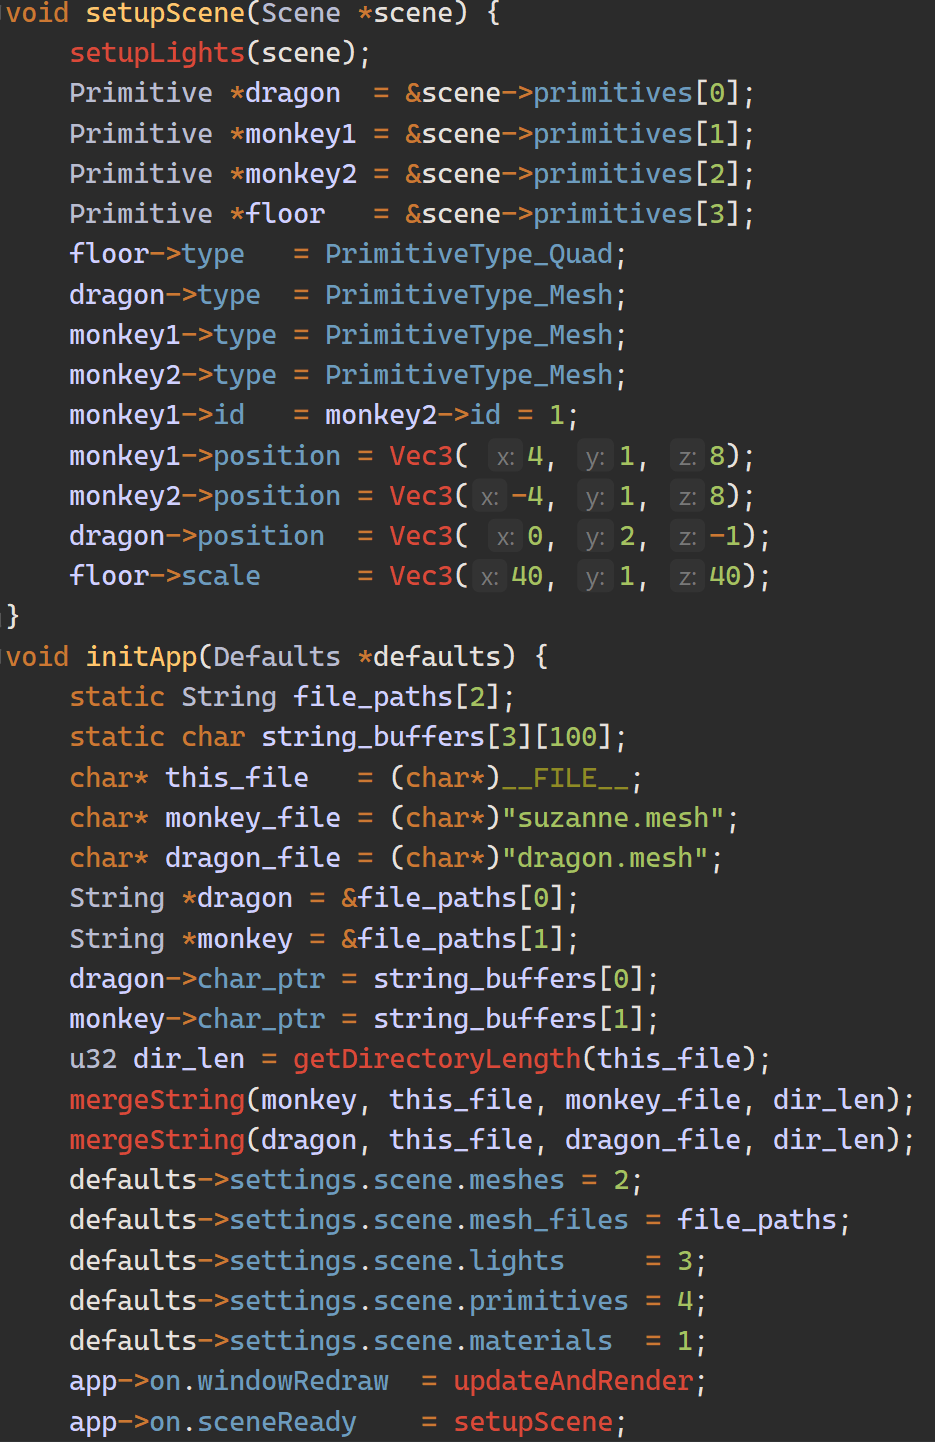 void setupScene(Scene *scene) {
    setupLights(scene);
    Primitive *dragon  = &scene->primitives[0];
    Primitive *monkey1 = &scene->primitives[1];
    Primitive *monkey2 = &scene->primitives[2];
    Primitive *floor   = &scene->primitives[3];
    floor->type   = PrimitiveType_Quad;
    dragon->type  = PrimitiveType_Mesh;
    monkey1->type = PrimitiveType_Mesh;
    monkey2->type = PrimitiveType_Mesh;
    monkey1->id   = monkey2->id = 1;
    monkey1->position = Vec3( x: 4, y: 1, z: 8);
    monkey2->position = Vec3( x: -4, y: 1, z: 8);
    dragon->position  = Vec3( x: 0, y: 2, z: -1);
    floor->scale      = Vec3( x: 40, y: 1, z: 40);
}
void initApp(Defaults *defaults) {
    static String file_paths[2];
    static char string_buffers[3][100];
    char* this_file   = (char*)__FILE__;
    char* monkey_file = (char*)"suzanne.mesh";
    char* dragon_file = (char*)"dragon.mesh";
    String *dragon = &file_paths[0];
    String *monkey = &file_paths[1];
    dragon->char_ptr = string_buffers[0];
    monkey->char_ptr = string_buffers[1];
    u32 dir_len = getDirectoryLength(this_file);
    mergeString(monkey, this_file, monkey_file, dir_len);
    mergeString(dragon, this_file, dragon_file, dir_len);
    defaults->settings.scene.meshes = 2;
    defaults->settings.scene.mesh_files = file_paths;
    defaults->settings.scene.lights     = 3;
    defaults->settings.scene.primitives = 4;
    defaults->settings.scene.materials  = 1;
    app->on.windowRedraw  = updateAndRender;
    app->on.sceneReady    = setupScene;